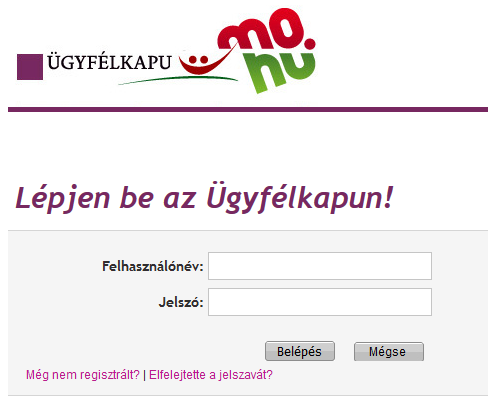 ÜGYFÉLKAPU
mo.
hu
Lépjen be az Ügyfélkapun!
Felhasználónév:
Jelszó:
Belépés Mégse
Még nem regisztrált? | Elfelejtette a jelszavát?